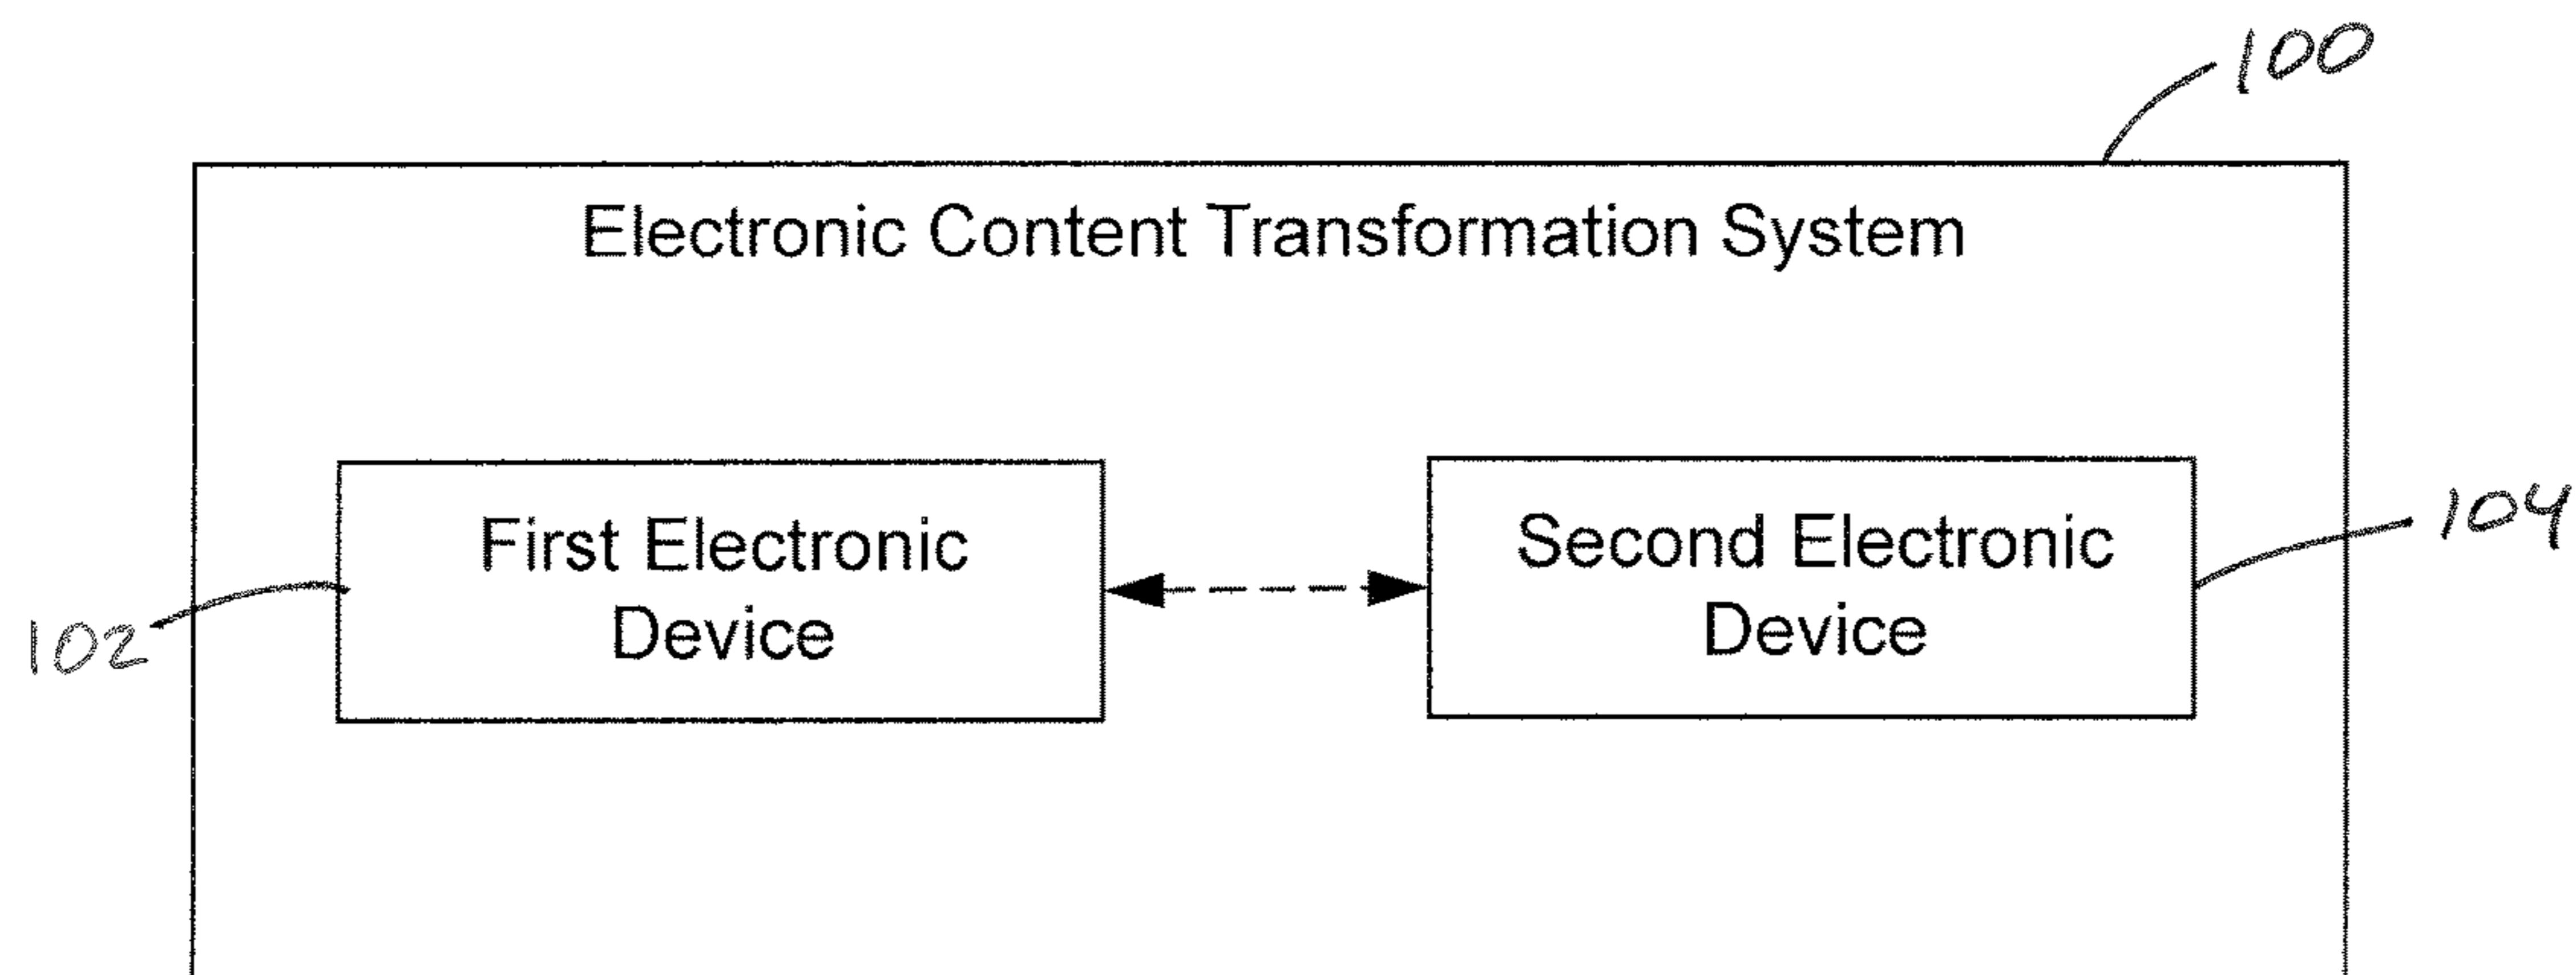 100
Electronic Content Transformation System
First Electronic
Device
Second Electronic
Device
102
104